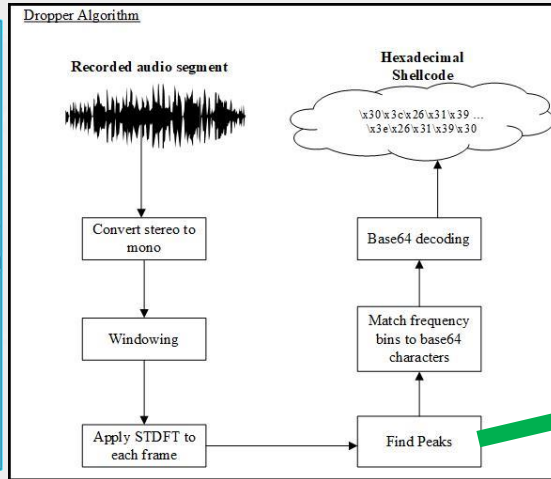 Dropper Algorithm
Recorded audio segment
Convert stereo to
mono
Windowing
Apply STDFT to
each frame
Find Peaks
Match frequency
bins to base64
characters
Base64 decoding
Hexadecimal
Shellcode
\x30\x3c\x26\x31\x39 ...
\x3e\x26\x31\x39\x30